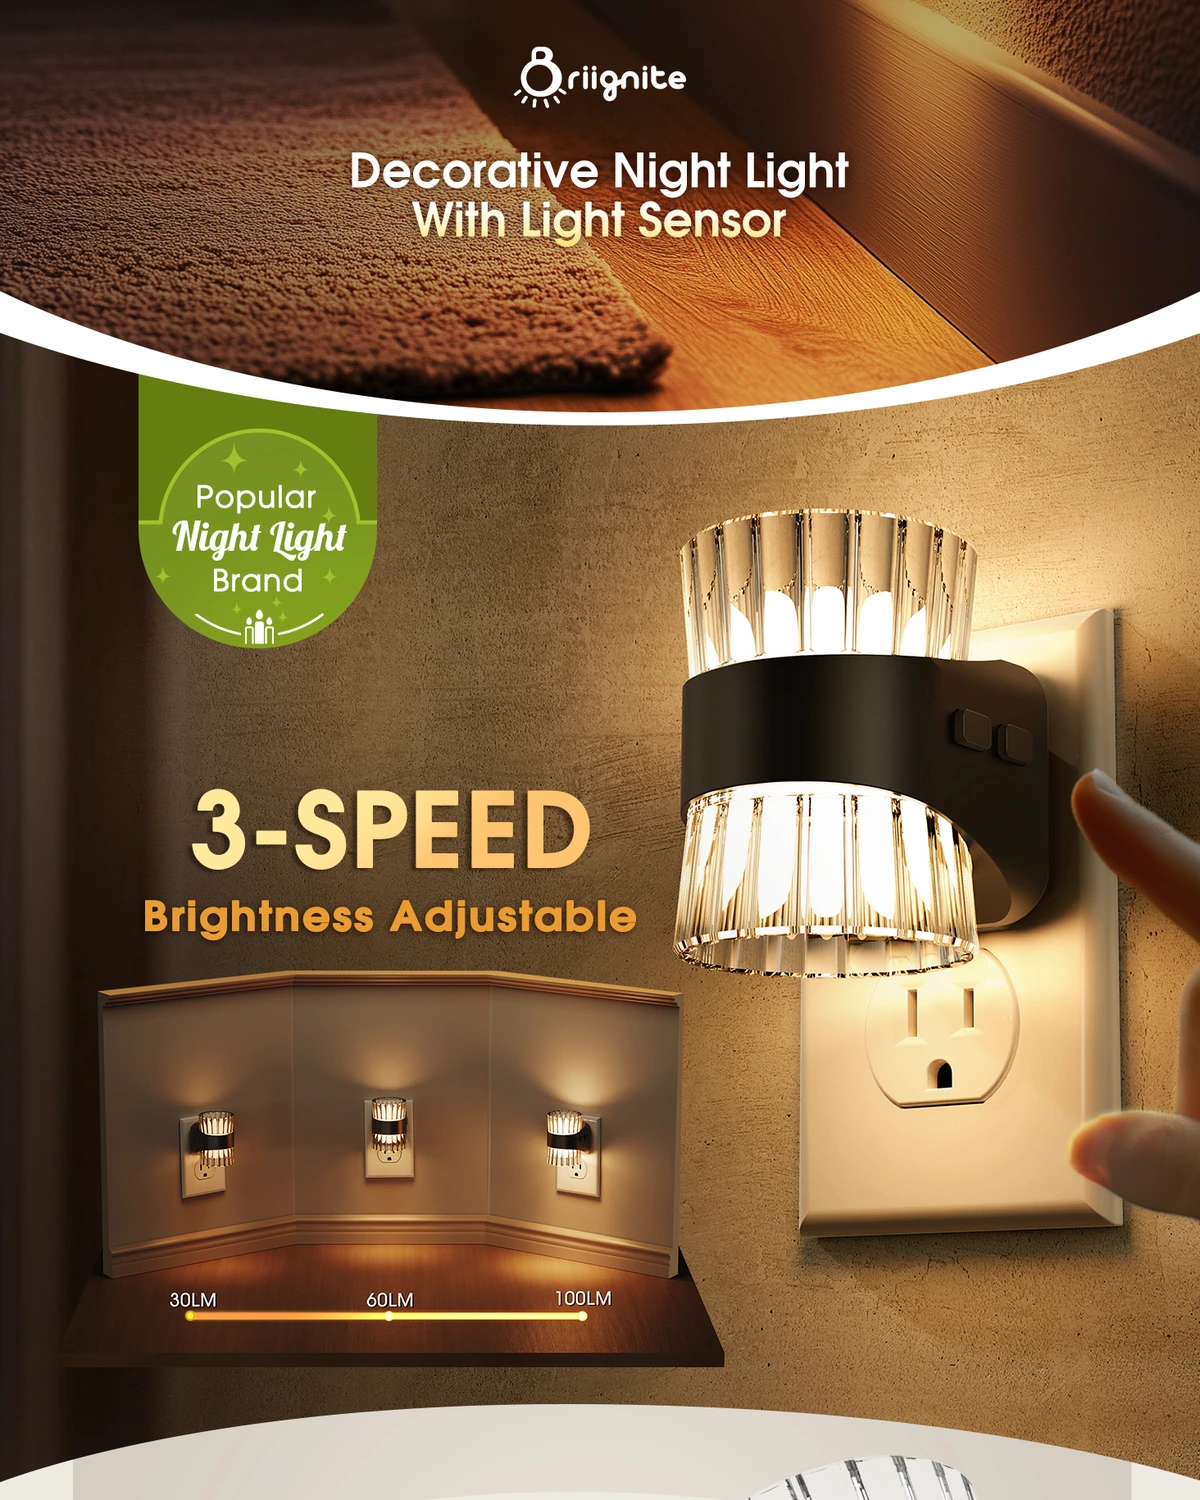 Briignite
Decorative Night Light
With Light Sensor
Popular
Night Light
Brand
3-SPEED
Brightness Adjustable
30LM
60LM
100LM